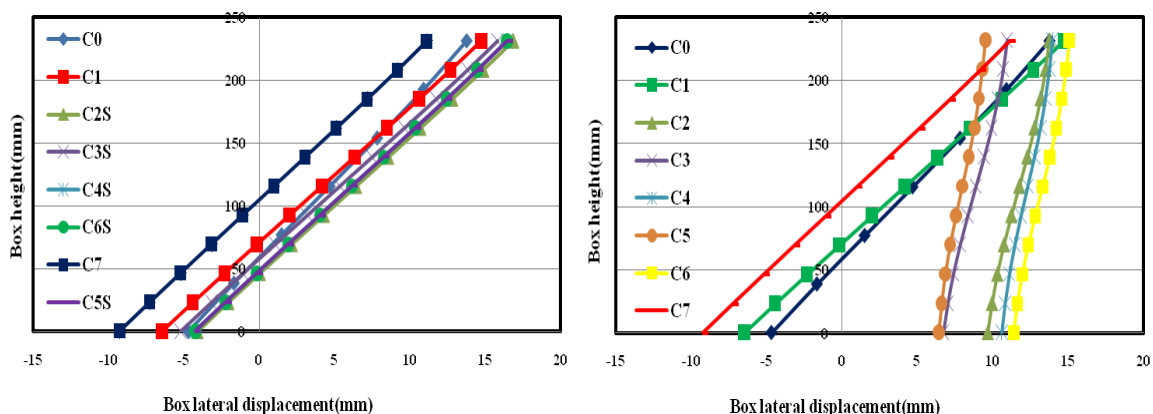 250
200
150
100
50
0
-15 -10 -5 0 5 10 15 20
Box height(mm)
Box lateral displacement(mm)
C0
C1
C2S
C3S
C4S
C6S
C7
C5S
250
200
150
100
50
0
-15 -10 -5 0 5 10 15 20
Box height(mm)
Box lateral displacement(mm)
C0
C1
C2
C3
C4
C5
C6
C7